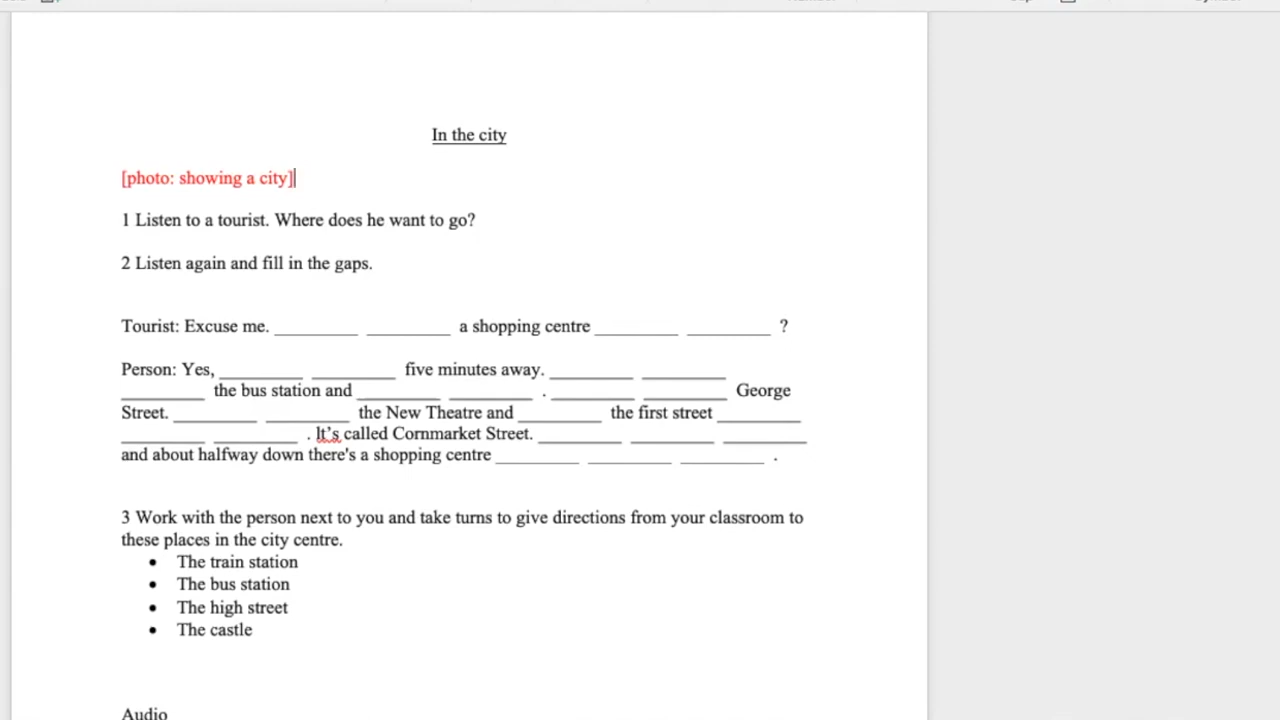 In the city
[photo: showing a city]
1 Listen to a tourist. Where does he want to go?
2 Listen again and fill in the gaps.
Tourist: Excuse me. _________ _________ a shopping centre _________ _________ ?
Person: Yes, _________ _________ five minutes away. _________ _________
_________ the bus station and _________ _________ . _________ _________ George
Street. _________ _________ the New Theatre and _________ the first street _________
_________ _________ . It’s called Cornmarket Street. _________ _________ _________
and about halfway down there's a shopping centre _________ _________ _________ .
3 Work with the person next to you and take turns to give directions from your classroom to
these places in the city centre.
• The train station
• The bus station
• The high street
• The castle
Audio